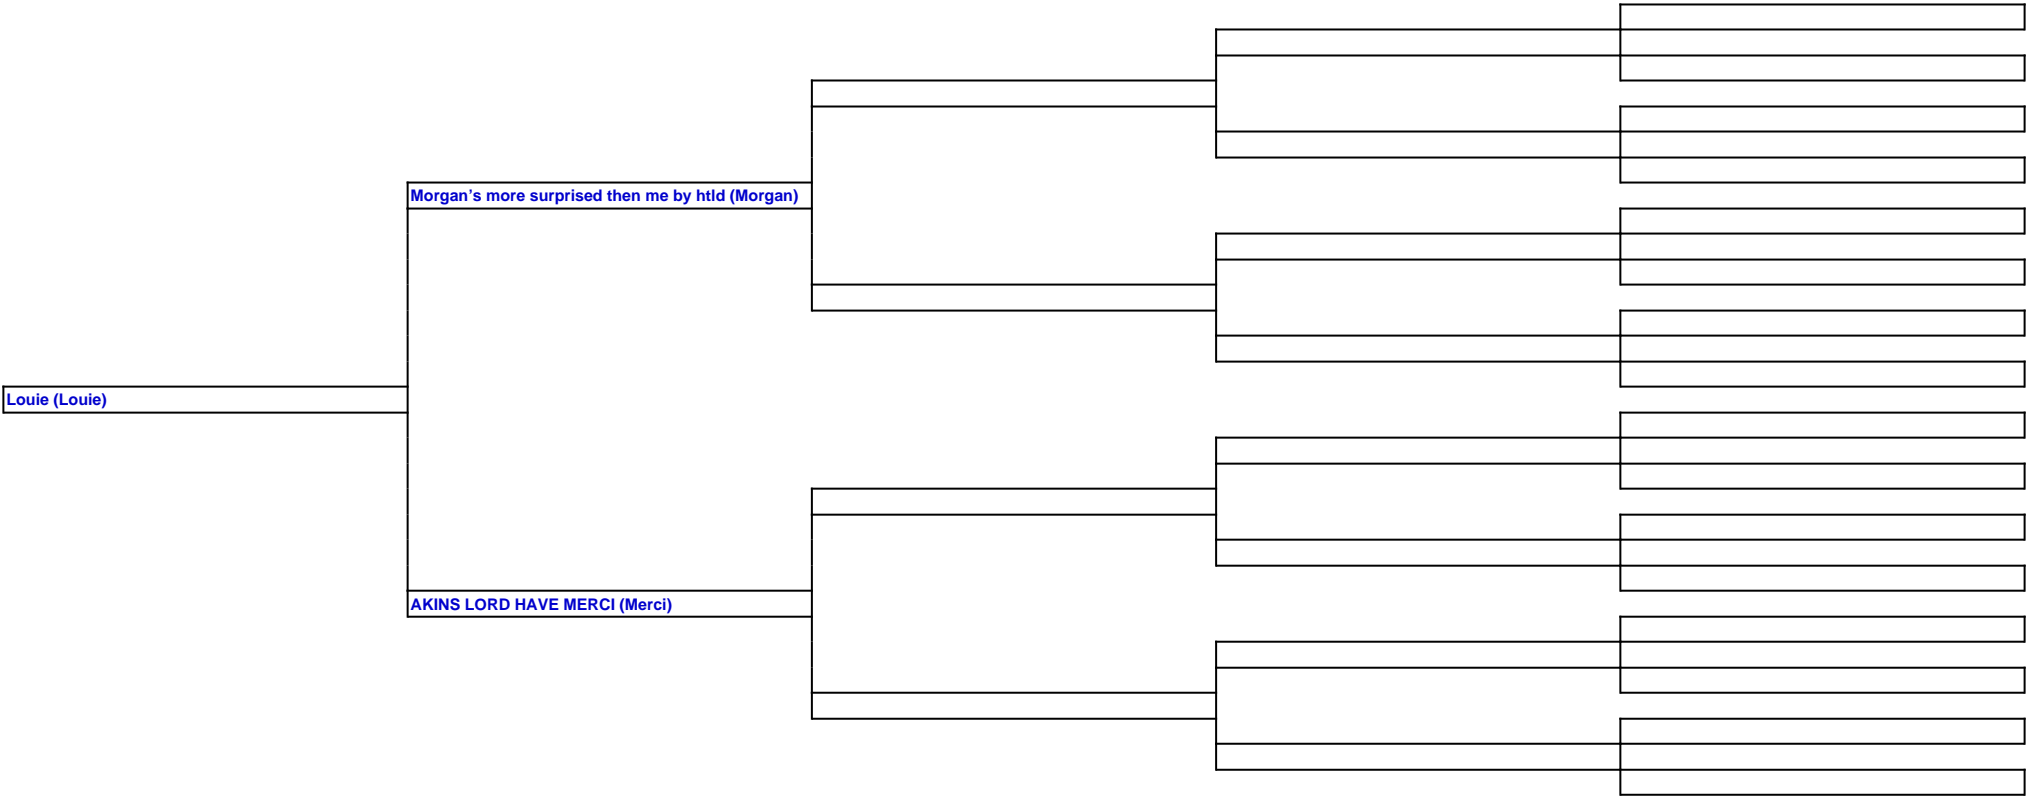 Morgan’s more surprised then me by htld (Morgan)
Louie (Louie)
AKINS LORD HAVE MERCI (Merci)